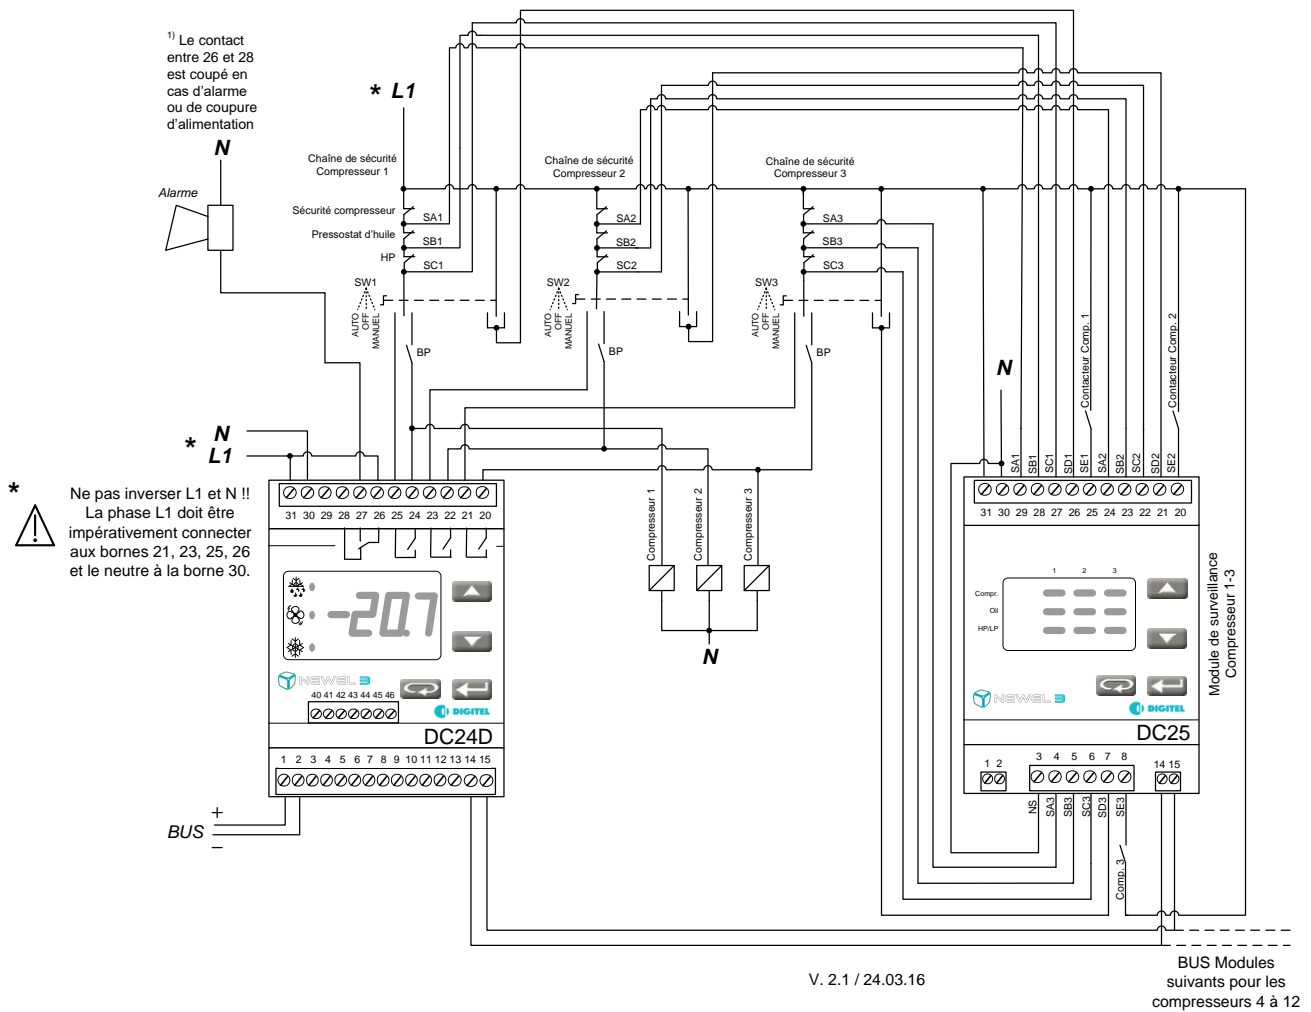 1) Le contact
entre 26 et 28
est coupé en
cas d'alarme
ou de coupure
d'alimentation
N
Alarme
* L1
Chaîne de sécurité
Compresseur 1
Chaîne de sécurité
Compresseur 2
Chaîne de sécurité
Compresseur 3
Sécurité compresseur
Pressostat d'huile
HP
SA1
SB1
SC1
SA2
SB2
SC2
SA3
SB3
SC3
SW1
AUTO
OFF
MANUEL
SW2
AUTO
OFF
MANUEL
SW3
AUTO
OFF
MANUEL
BP
BP
BP
N
* L1
*
Ne pas inverser L1 et N !!
La phase L1 doit être
impérativement connecter
aux bornes 21, 23, 25, 26
et le neutre à la borne 30.
31 30 29 28 27 26 25 24 23 22 21 20
-20.7
NEWEL 3
40 41 42 43 44 45 46
DIGITEL
DC24D
1 2 3 4 5 6 7 8 9 10 11 12 13 14 15
+
BUS
–
Compresseur 1
Compresseur 2
Compresseur 3
N
N
SA1
SB1
SC1
SD1
SE1
SA2
SB2
SC2
SD2
SE2
Contacteur Comp. 1
Contacteur Comp. 2
31 30 29 28 27 26 25 24 23 22 21 20
1 2 3
Compr.
Oil
HP/LP
NEWEL 3
DIGITEL
DC25
Module de surveillance
Compresseur 1-3
1 2
3 4 5 6 7 8
14 15
NS
SA3
SB3
SC3
SD3
SE3
Comp. 3
V. 2.1 / 24.03.16
BUS Modules
suivants pour les
compresseurs 4 à 12